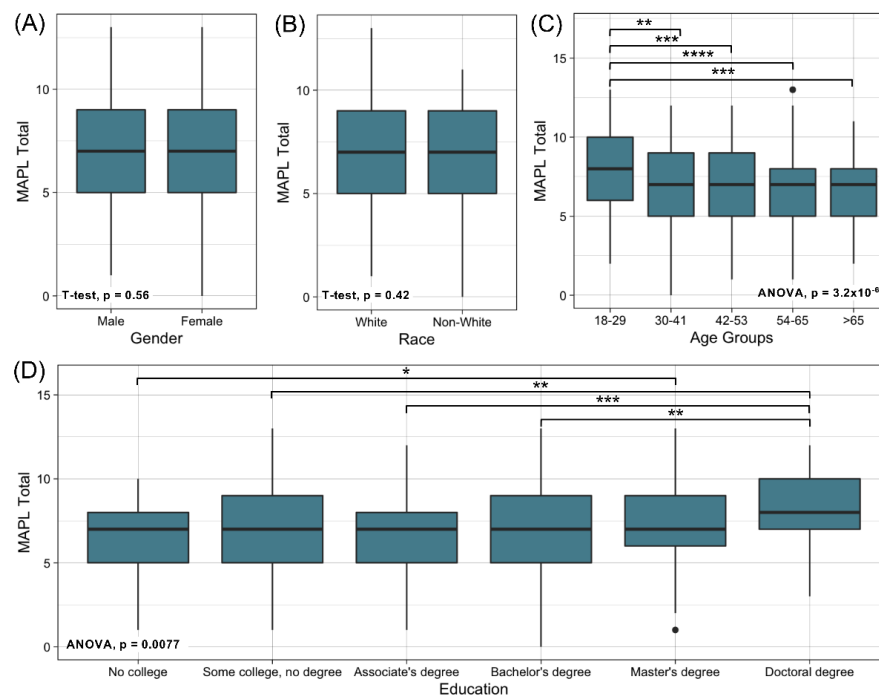 (A)
MAPL Total
10
5
0
T-test, p = 0.56
Male Female
Gender
(B)
MAPL Total
10
5
0
T-test, p = 0.42
White Non-White
Race
(C)
MAPL Total
15
10
5
0
**
***
****
***
ANOVA, p = 3.2x10⁻⁶
18-29 30-41 42-53 54-65 >65
Age Groups
(D)
MAPL Total
15
10
5
0
*
**
***
**
ANOVA, p = 0.0077
No college Some college, no degree Associate's degree Bachelor's degree Master's degree Doctoral degree
Education